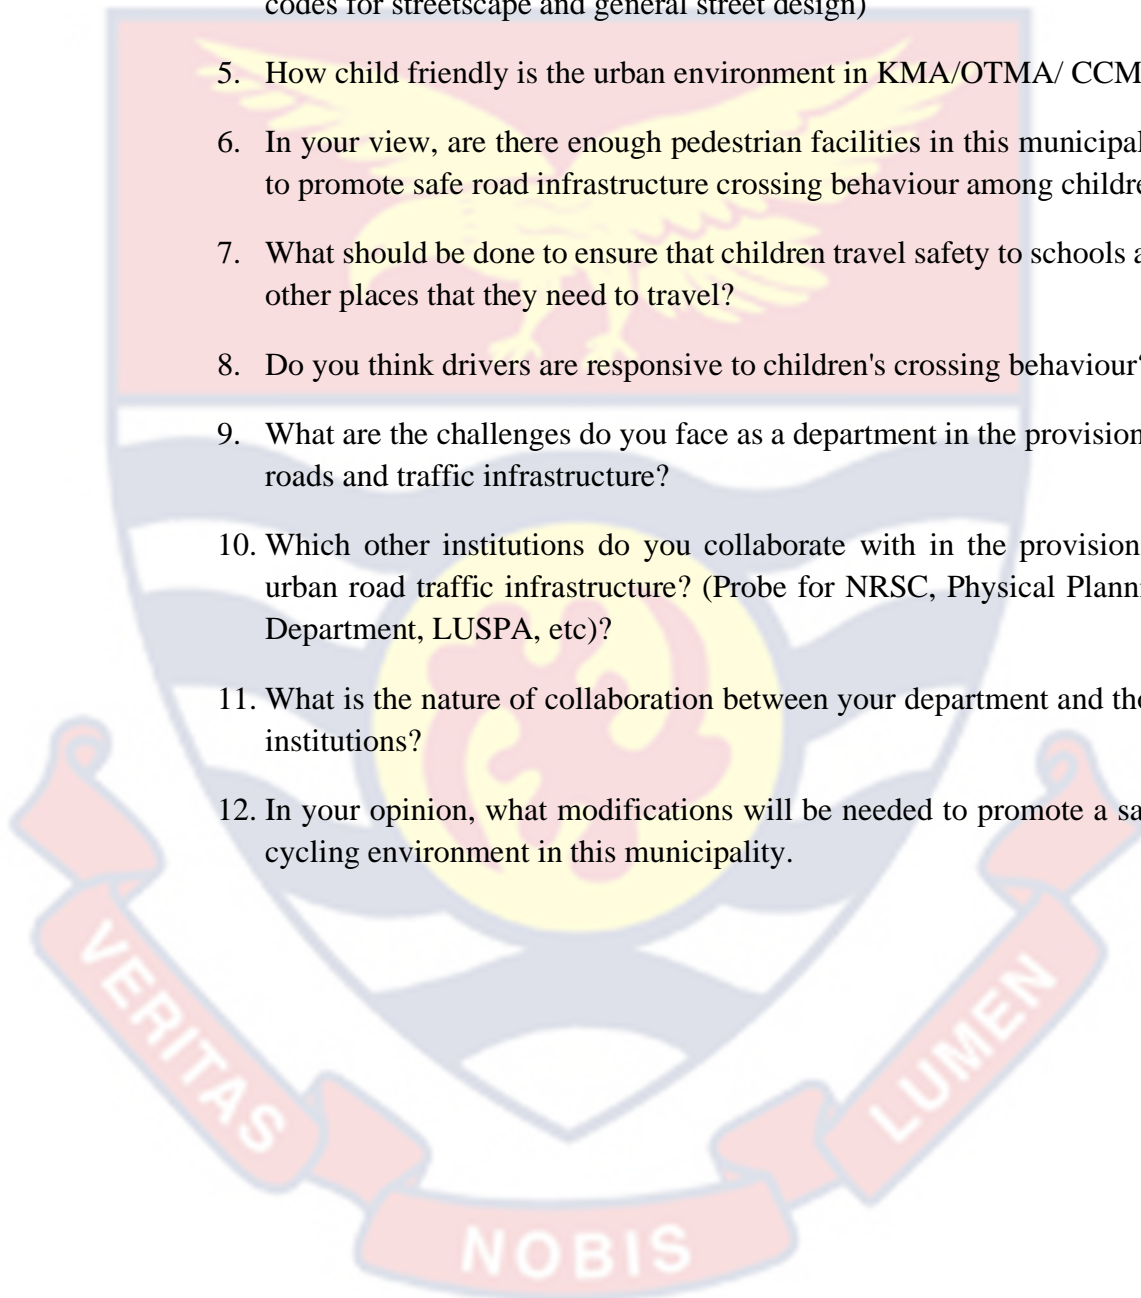 codes for streetscape and general street design)
5. How child friendly is the urban environment in KMA/OTMA/ CCM
6. In your view, are there enough pedestrian facilities in this municipal
to promote safe road infrastructure crossing behaviour among childre
7. What should be done to ensure that children travel safety to schools a
other places that they need to travel?
8. Do you think drivers are responsive to children's crossing behaviour?
9. What are the challenges do you face as a department in the provision
roads and traffic infrastructure?
10. Which other institutions do you collaborate with in the provision
urban road traffic infrastructure? (Probe for NRSC, Physical Planni
Department, LUSPA, etc)?
11. What is the nature of collaboration between your department and tho
institutions?
12. In your opinion, what modifications will be needed to promote a sa
cycling environment in this municipality.
VERITAS
NOBIS
LUMEN